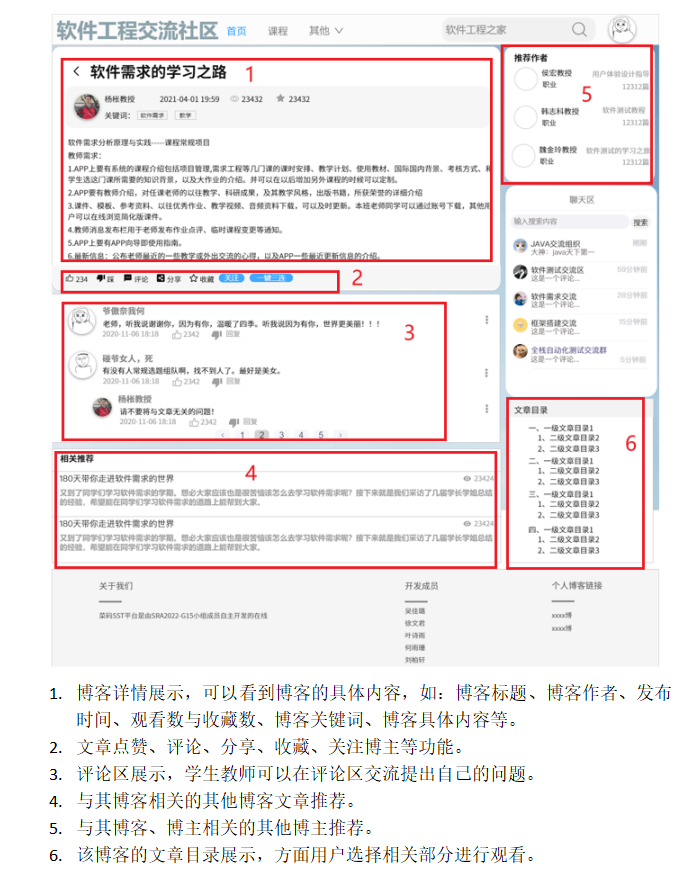 软件工程交流社区 首页 课程 其他 软件工程之家
软件需求的学习之路 1
杨枨教授 2021-04-01 19:59 23432 23432
关键词: 软件需求 教学
软件需求分析原理与实践-----课程常规项目
教师需求:
1.APP上要有系统的课程介绍包括项目管理,需求工程等几门课的课时安排、教学计划、使用教材、国际国内背景、考核方式、和
学生选这门课所需要的知识背景，以及大作业的介绍。并可以在以后增加另外课程的时候可以定制。
2.APP要有教师介绍，对任课老师的以往教学、科研成果，及其教学风格，出版书籍，所获荣誉的详细介绍
3.课件、模板、参考资料、以往优秀作业、教学视频、音频资料下载，可以及时更新。本班老师同学可以通过账号下载，其他用
户可以在线浏览简化版课件。
4.教师消息发布栏用于老师发布作业点评、临时课程变更等通知。
5.APP上要有APP向导即使用指南。
6.最新信息：公布老师最近的一些教学或外出交流的心得，以及APP一些最近更新信息的介绍。
234 踩 评论 分享 收藏 关注 一键三连 2
爷傲奈我何
老师，听我说谢谢你，因为有你，温暖了四季。听我说因为有你，世界更美丽！！！
2020-11-06 18:18 2342 回复
3
碰爷女人，死
有没有人常规选题组队啊，找不到人了。最好是美女。
2020-11-06 18:18 2342 回复
杨枨教授
请不要将与文章无关的问题!
2020-11-06 18:18 2342 回复
< 1 2 3 4 5 >
相关推荐
180天带你走进软件需求的世界 4 23424
又到了同学们学习软件需求的学期。想必大家应该也是很苦恼该怎么去学习软件需求呢？接下来就是我们采访了几届学长学姐总结
的经验，希望能在同学们学习软件需求的道路上能帮到大家。
180天带你走进软件需求的世界 23424
又到了同学们学习软件需求的学期。想必大家应该也是很苦恼该怎么去学习软件需求呢？接下来就是我们采访了几届学长学姐总结
的经验，希望能在同学们学习软件需求的道路上能帮到大家。
推荐作者
侯宏教授 用户体验设计指导
职业 12312篇
5
韩志科教授 软件测试教程
职业 12312篇
魏金玲教授 软件测试的学习之旅
职业 12312篇
聊天区
输入搜索内容 搜索
JAVA交流组织 刚刚
大神：java天下第一
软件测试交流区 59分钟前
这是一个评论...
软件需求交流 28分钟前
这是一个评论...
框架搭建交流 15分钟前
这是一个评论...
全栈自动化测试交流群
这是一个评论... 5分钟前
文章目录
一、一级文章目录1
1、二级文章目录2
2、二级文章目录3
二、一级文章目录1
1、二级文章目录2
2、二级文章目录3
三、一级文章目录1
1、二级文章目录2
2、二级文章目录3
四、一级文章目录1
1、二级文章目录2
2、二级文章目录3
6
关于我们 开发成员 个人博客链接
菜码SST平台是由SRA2022-G15小组成员自主开发的在线
吴佳璐 xxxx博
徐文君 xxxx博
叶诗雨
何雨珊
刘柏轩
1. 博客详情展示，可以看到博客的具体内容，如：博客标题、博客作者、发布
时间、观看数与收藏数、博客关键词、博客具体内容等。
2. 文章点赞、评论、分享、收藏、关注博主等功能。
3. 评论区展示，学生教师可以在评论区交流提出自己的问题。
4. 与其博客相关的其他博客文章推荐。
5. 与其博客、博主相关的其他博主推荐。
6. 该博客的文章目录展示，方面用户选择相关部分进行观看。